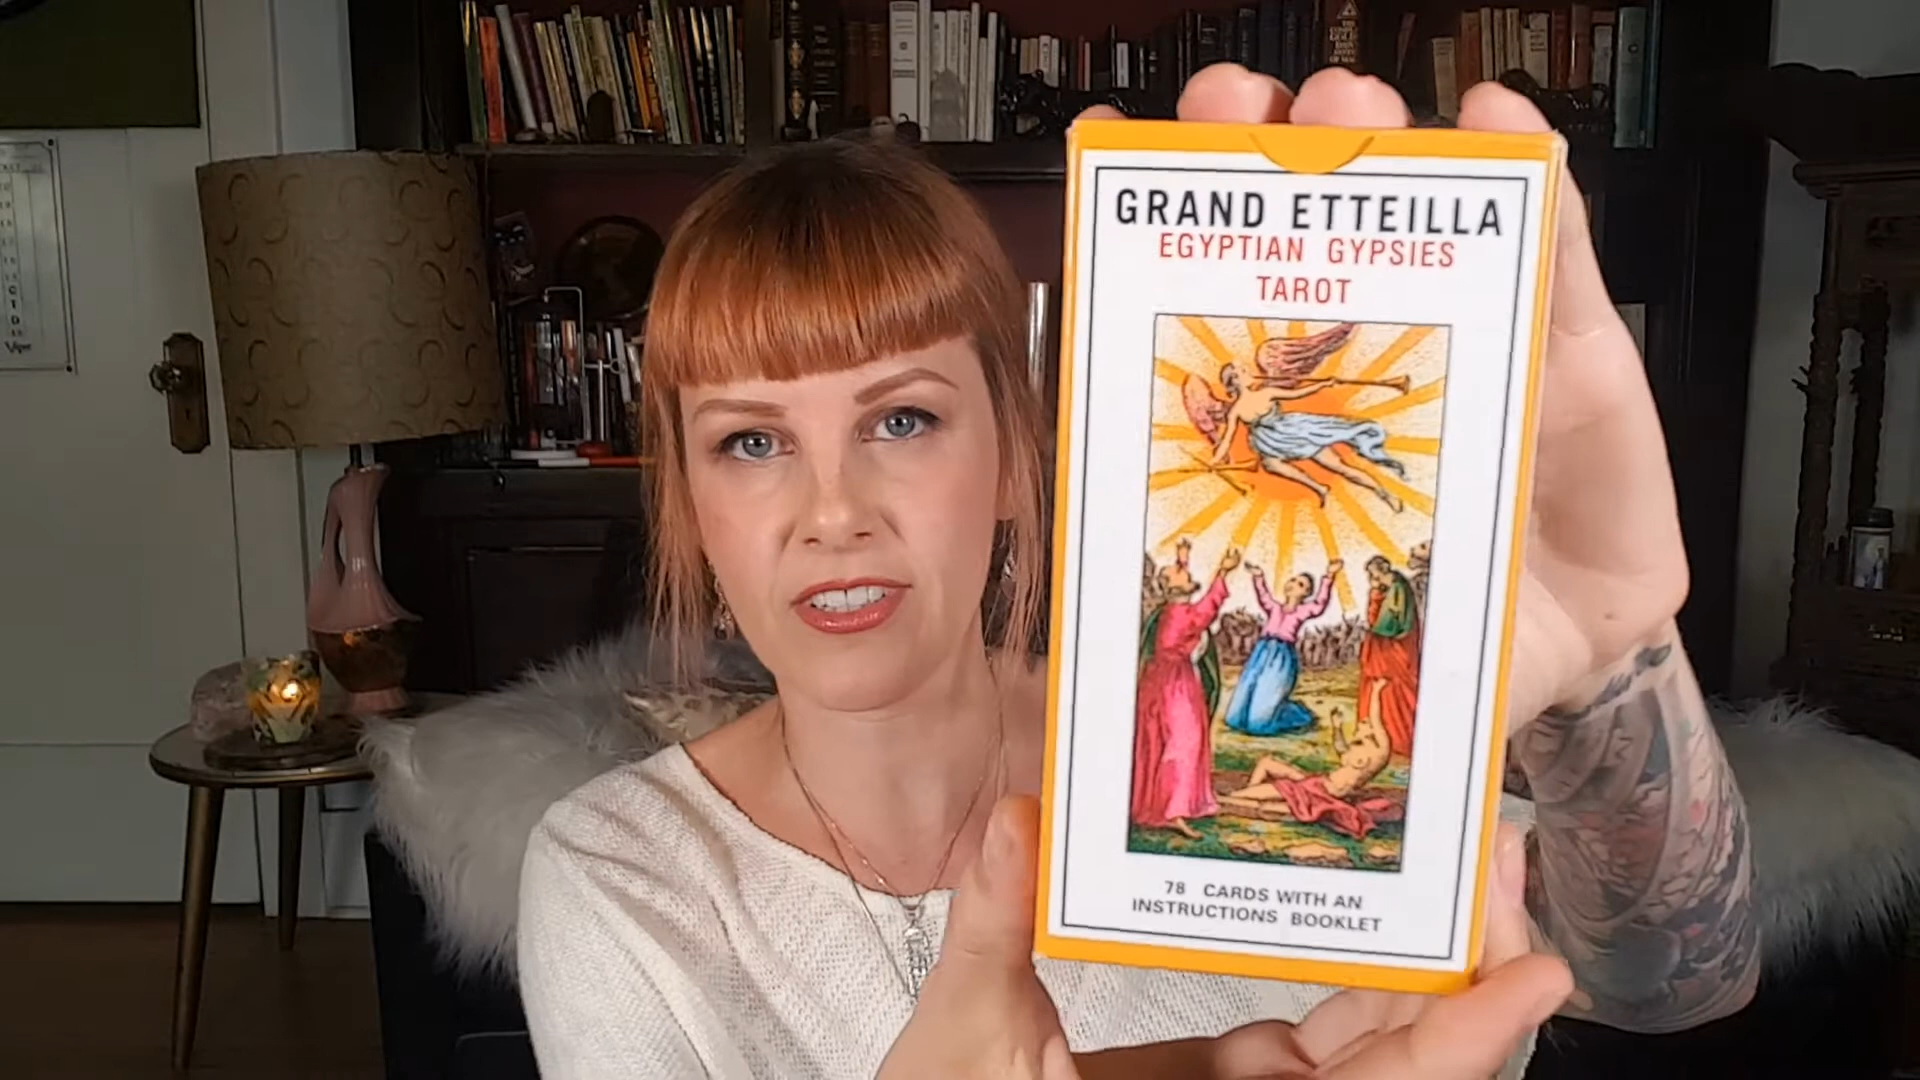 GRAND ETTEILLA
EGYPTIAN GYPSIES
TAROT
78 CARDS WITH AN
INSTRUCTIONS BOOKLET